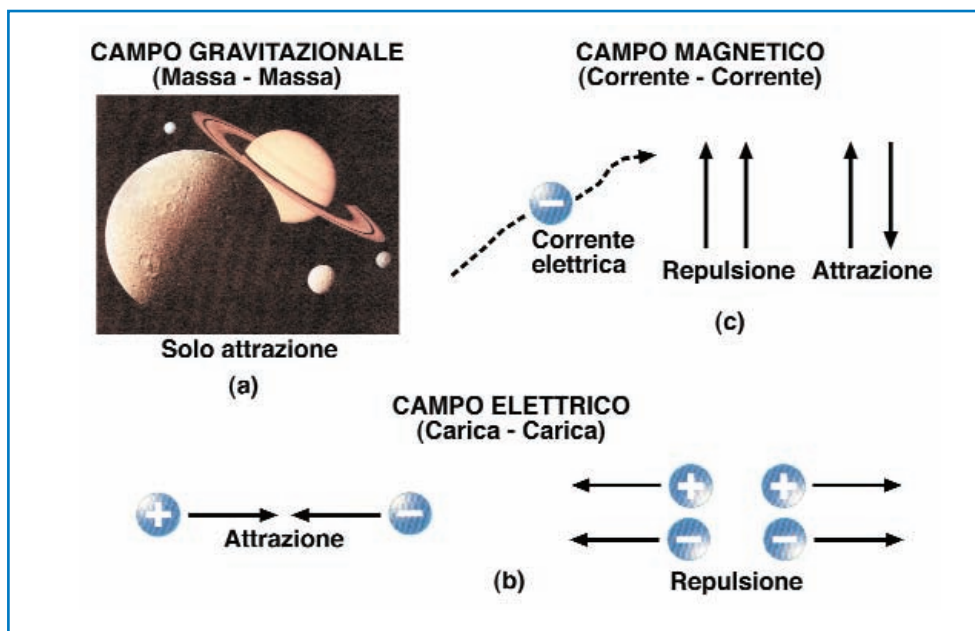 CAMPO GRAVITAZIONALE
(Massa - Massa)
Solo attrazione
(a)
CAMPO MAGNETICO
(Corrente - Corrente)
−
Corrente
elettrica
Repulsione
Attrazione
(c)
CAMPO ELETTRICO
(Carica - Carica)
+ −
Attrazione
+ +
− −
Repulsione
(b)